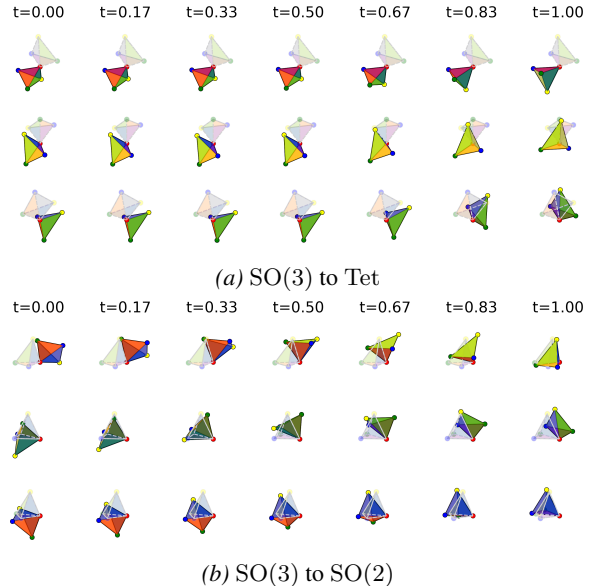 t=0.00 t=0.17 t=0.33 t=0.50 t=0.67 t=0.83 t=1.00
(a) SO(3) to Tet
t=0.00 t=0.17 t=0.33 t=0.50 t=0.67 t=0.83 t=1.00
(b) SO(3) to SO(2)